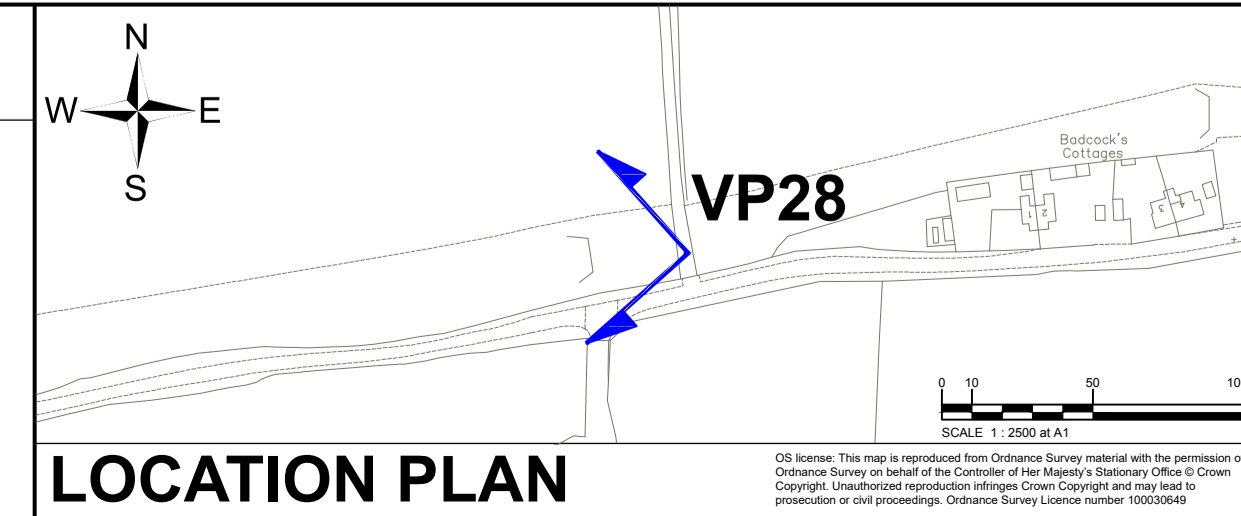 N
W E
S
VP28
Badcock's
Cottages
1 2
3 4
0 10 50 10
SCALE 1 : 2500 at A1
LOCATION PLAN
OS license: This map is reproduced from Ordnance Survey material with the permission o
Ordnance Survey on behalf of the Controller of Her Majesty's Stationary Office © Crown
Copyright. Unauthorized reproduction infringes Crown Copyright and may lead to
prosecution or civil proceedings. Ordnance Survey Licence number 100030649